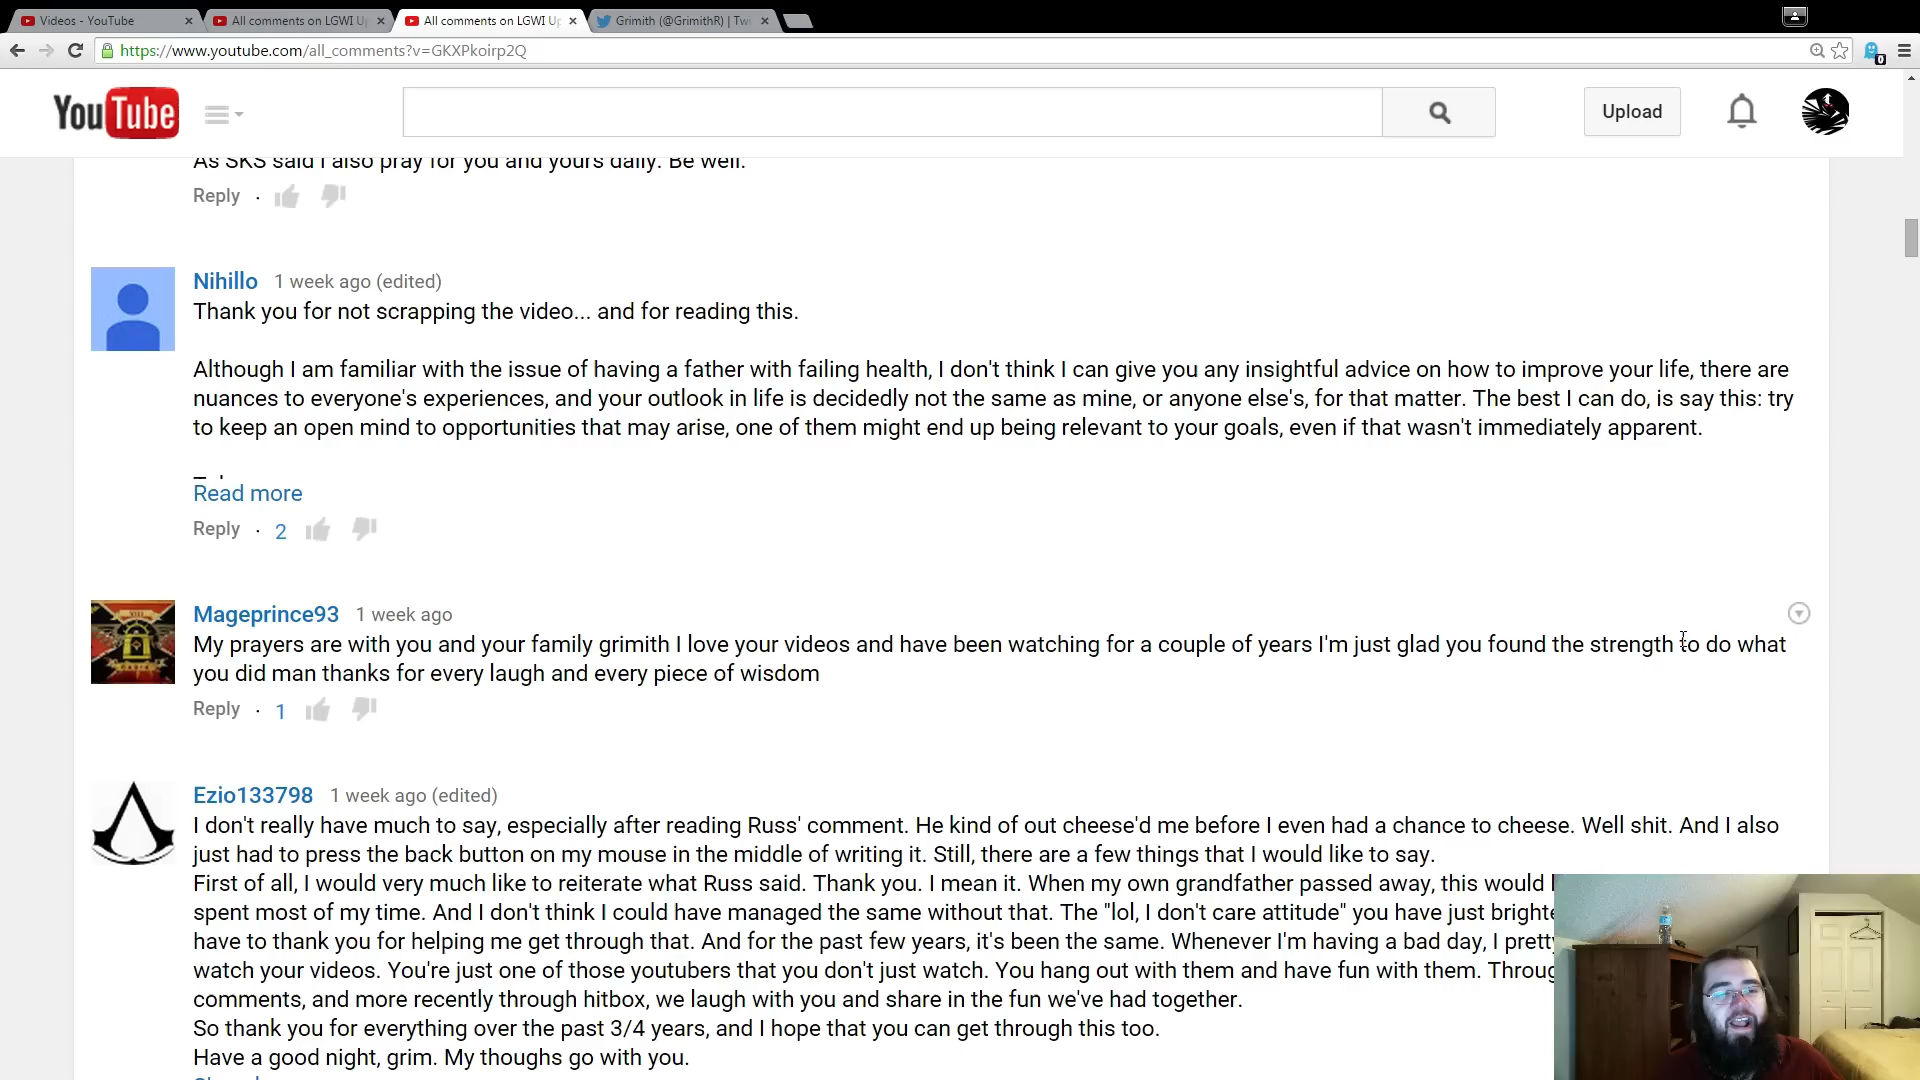 Videos - YouTube
All comments on LGWI Up
All comments on LGWI Up
Grimith (@GrimithR) | Tw
https://www.youtube.com/all_comments?v=GKXPkoirp2Q
0
YouTube
Upload
As SKS said I also pray for you and yours daily. Be well.
Reply ·
Nihillo 1 week ago (edited)
Thank you for not scrapping the video... and for reading this.
Although I am familiar with the issue of having a father with failing health, I don't think I can give you any insightful advice on how to improve your life, there are
nuances to everyone's experiences, and your outlook in life is decidedly not the same as mine, or anyone else's, for that matter. The best I can do, is say this: try
to keep an open mind to opportunities that may arise, one of them might end up being relevant to your goals, even if that wasn't immediately apparent.
Read more
Reply · 2
Mageprince93 1 week ago
My prayers are with you and your family grimith I love your videos and have been watching for a couple of years I'm just glad you found the strength to do what
you did man thanks for every laugh and every piece of wisdom
Reply · 1
Ezio133798 1 week ago (edited)
I don't really have much to say, especially after reading Russ' comment. He kind of out cheese'd me before I even had a chance to cheese. Well shit. And I also
just had to press the back button on my mouse in the middle of writing it. Still, there are a few things that I would like to say.
First of all, I would very much like to reiterate what Russ said. Thank you. I mean it. When my own grandfather passed away, this would
spent most of my time. And I don't think I could have managed the same without that. The "lol, I don't care attitude" you have just brighte
have to thank you for helping me get through that. And for the past few years, it's been the same. Whenever I'm having a bad day, I pretty
watch your videos. You're just one of those youtubers that you don't just watch. You hang out with them and have fun with them. Throug
comments, and more recently through hitbox, we laugh with you and share in the fun we've had together.
So thank you for everything over the past 3/4 years, and I hope that you can get through this too.
Have a good night, grim. My thoughs go with you.